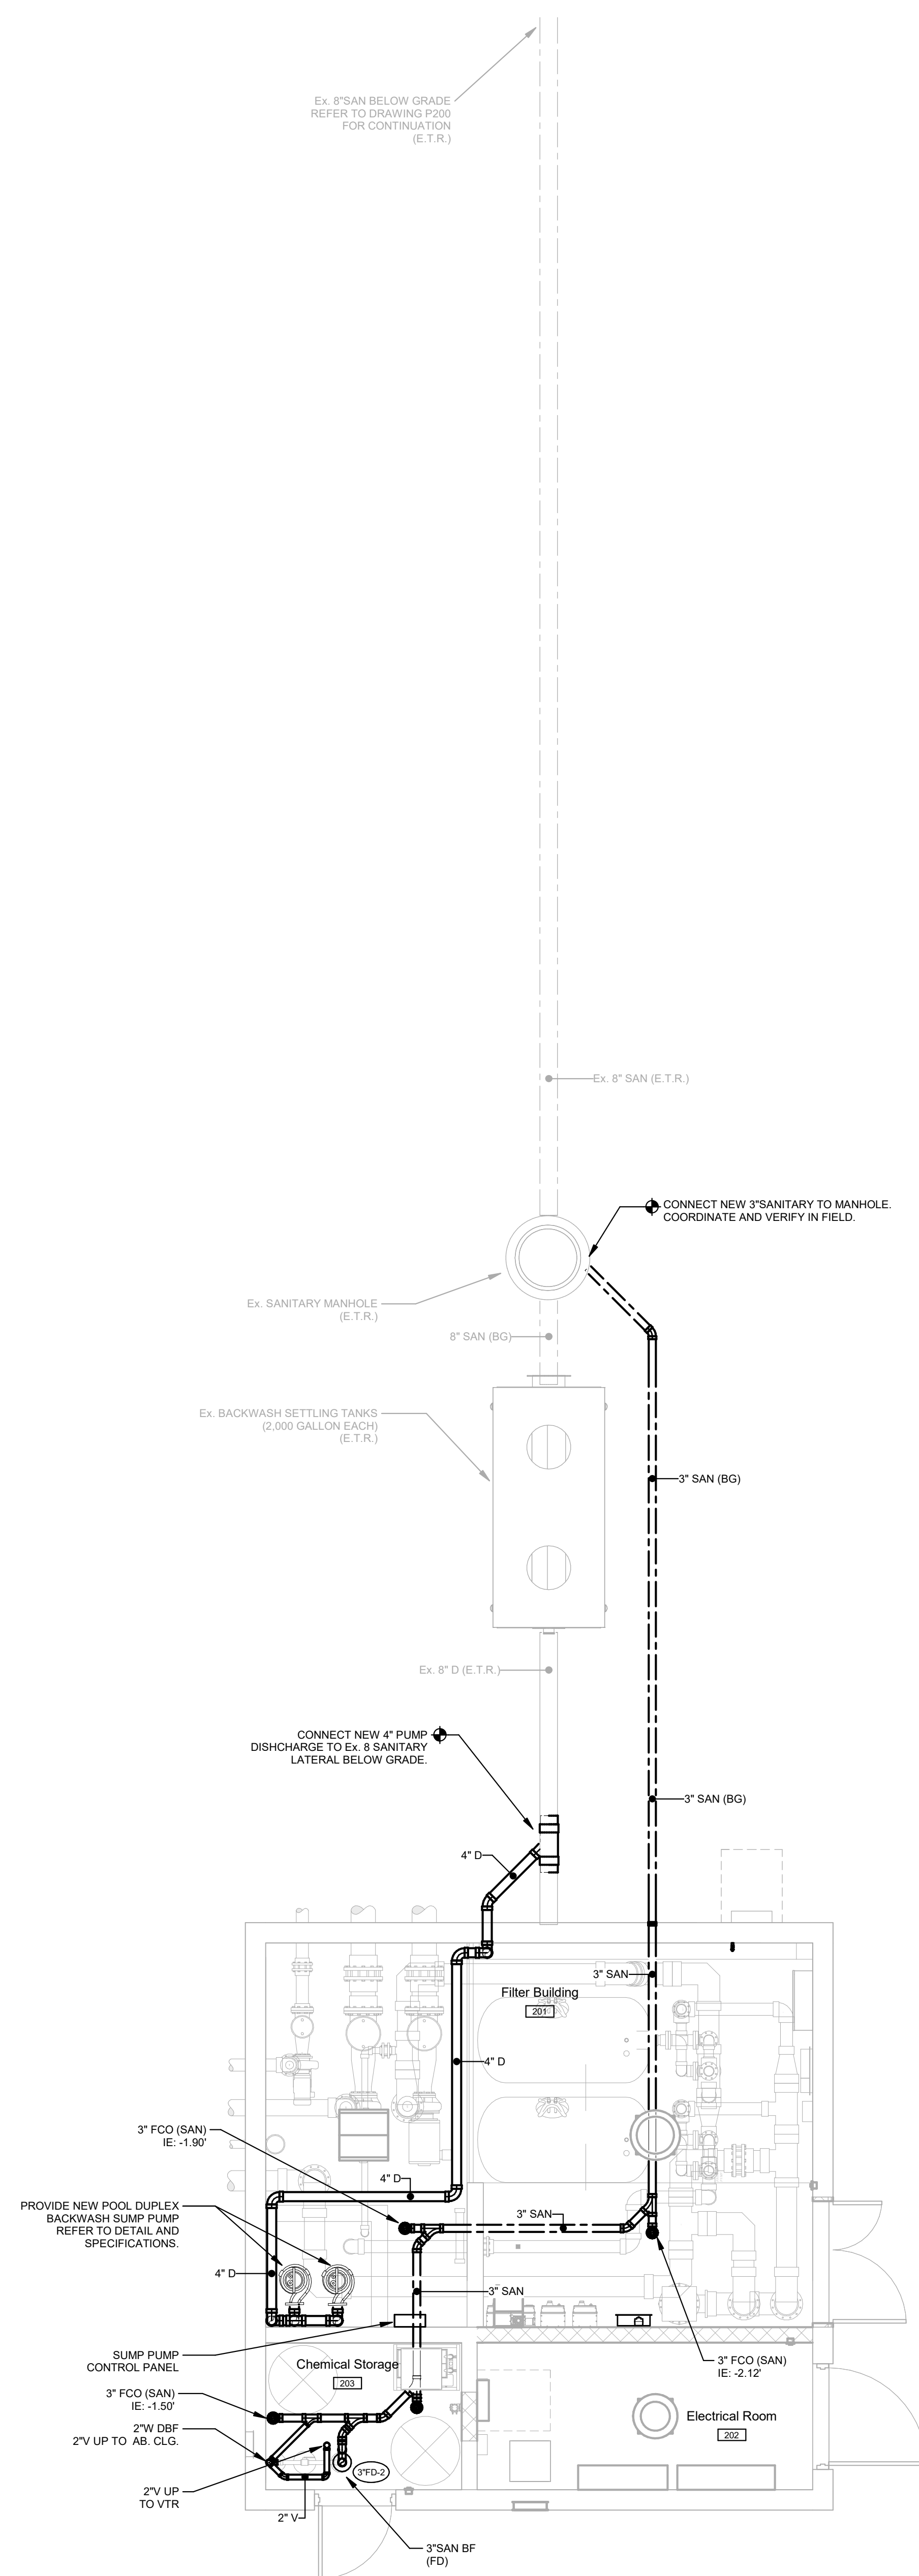 Ex. 8"SAN BELOW GRADE
REFER TO DRAWING P200
FOR CONTINUATION
(E.T.R.)
Ex. 8" SAN (E.T.R.)
CONNECT NEW 3"SANITARY TO MANHOLE.
COORDINATE AND VERIFY IN FIELD.
Ex. SANITARY MANHOLE
(E.T.R.)
8" SAN (BG)
Ex. BACKWASH SETTLING TANKS
(2,000 GALLON EACH)
(E.T.R.)
3" SAN (BG)
Ex. 8" D (E.T.R.)
CONNECT NEW 4" PUMP
DISHCHARGE TO Ex. 8 SANITARY
LATERAL BELOW GRADE.
3" SAN (BG)
4" D
3" SAN
Filter Building
201
4" D
3" FCO (SAN)
IE: -1.90'
4" D
PROVIDE NEW POOL DUPLEX
BACKWASH SUMP PUMP
REFER TO DETAIL AND
SPECIFICATIONS.
3" SAN
4" D
3" SAN
SUMP PUMP
CONTROL PANEL
3" FCO (SAN)
IE: -2.12'
Chemical Storage
203
3" FCO (SAN)
IE: -1.50'
Electrical Room
202
2"W DBF
2"V UP TO  AB. CLG.
3"FD-2
2"V UP
TO VTR
2" V
3"SAN BF
(FD)